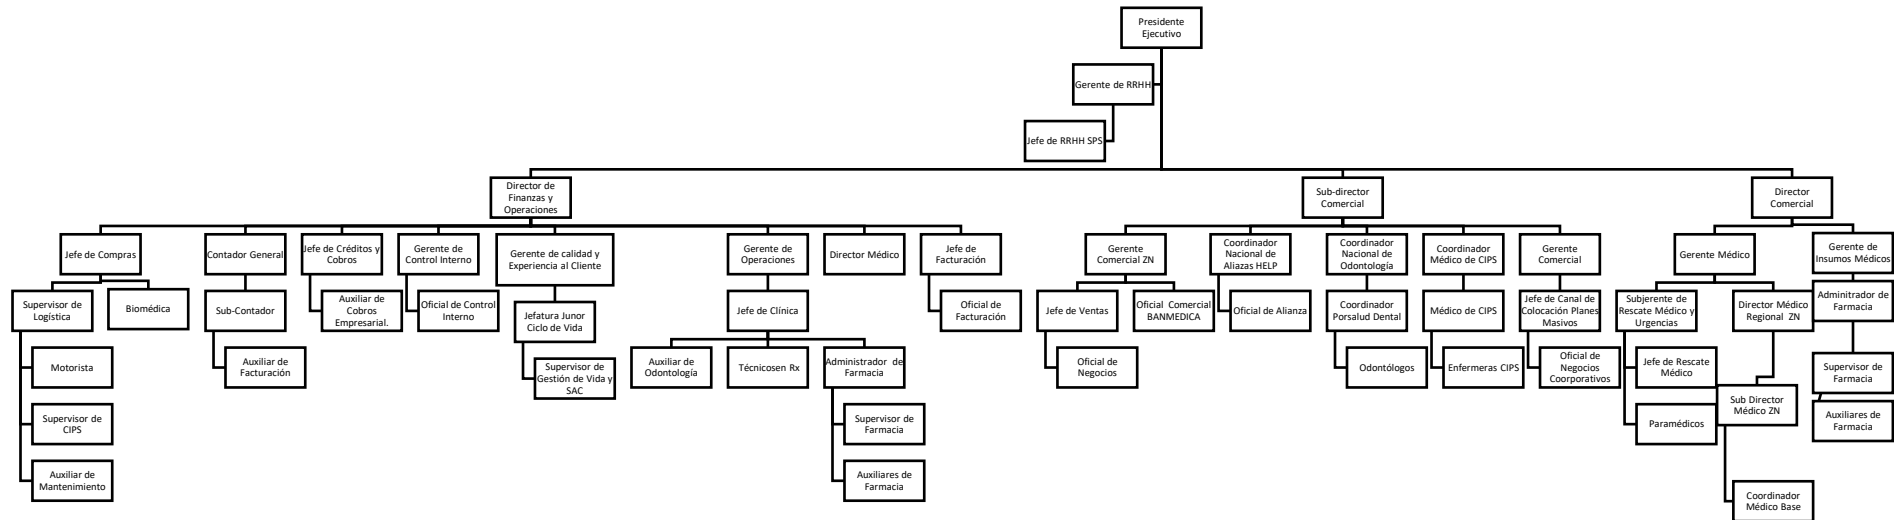 Presidente
Ejecutivo
Gerente de RRHH
Jefe de RRHH SPS
Director de
Finanzas y
Operaciones
Sub-director
Comercial
Director
Comercial
Jefe de Compras
Contador General
Jefe de Créditos y
Cobros
Gerente de
Control Interno
Gerente de calidad y
Experiencia al Cliente
Gerente de
Operaciones
Director Médico
Jefe de
Facturación
Gerente
Comercial ZN
Coordinador
Nacional de
Aliazas HELP
Coordinador
Nacional de
Odontología
Coordinador
Médico de CIPS
Gerente
Comercial
Gerente Médico
Gerente de
Insumos Médicos
Supervisor de
Logística
Biomédica
Sub-Contador
Auxiliar de
Cobros
Empresarial.
Oficial de Control
Interno
Jefatura Junor
Ciclo de Vida
Jefe de Clínica
Oficial de
Facturación
Jefe de Ventas
Oficial Comercial
BANMEDICA
Oficial de Alianza
Coordinador
Porsalud Dental
Médico de CIPS
Jefe de Canal de
Colocación Planes
Masivos
Subjerente de
Rescate Médico y
Urgencias
Director Médico
Regional ZN
Adminitrador de
Farmacia
Motorista
Auxiliar de
Facturación
Supervisor de
Gestión de Vida y
SAC
Auxiliar de
Odontología
Técnicosen Rx
Administrador de
Farmacia
Oficial de
Negocios
Odontólogos
Enfermeras CIPS
Oficial de
Negocios
Coorporativos
Jefe de Rescate
Médico
Supervisor de
Farmacia
Supervisor de
CIPS
Supervisor de
Farmacia
Paramédicos
Sub Director
Médico ZN
Auxiliares de
Farmacia
Auxiliar de
Mantenimiento
Auxiliares de
Farmacia
Coordinador
Médico Base